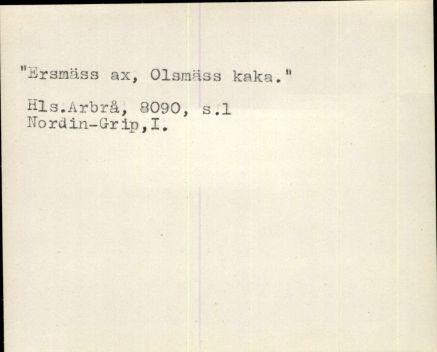 "Ersmäss ax, Olsmäss kaka."
Hls.Arbrå, 8090, s.1
Nordin-Grip,I.